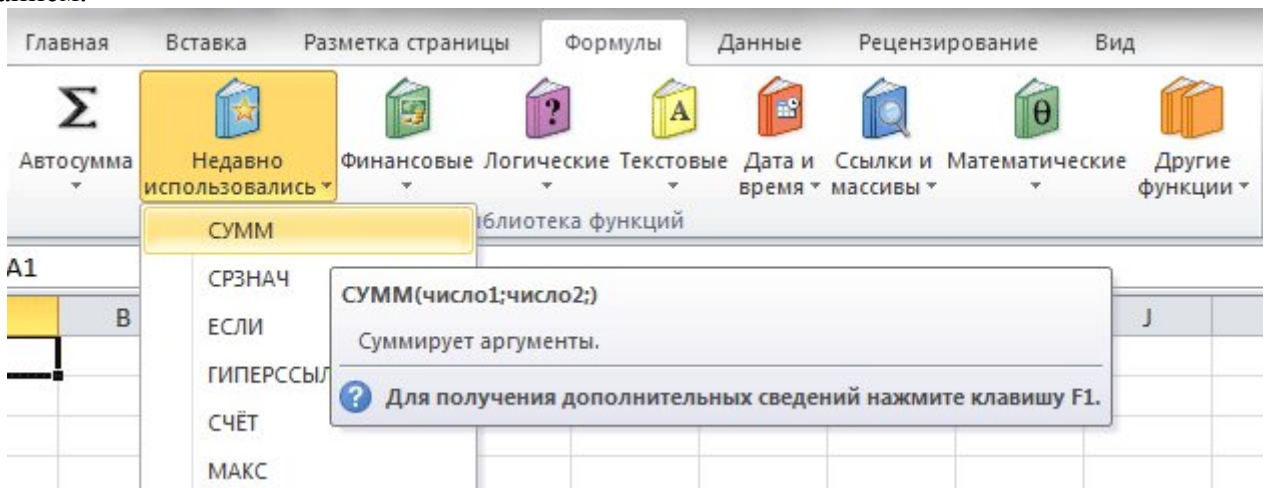 Главная Вставка Разметка страницы Формулы Данные Рецензирование Вид
Автосумма Недавно использовались Финансовые Логические Текстовые Дата и время Ссылки и массивы Математические Другие функции
СУММ
A1
СРЗНАЧ
СУММ(число1;число2;)
B
J
ЕСЛИ
Суммирует аргументы.
Для получения дополнительных сведений нажмите клавишу F1.
СЧЁТ
МАКС